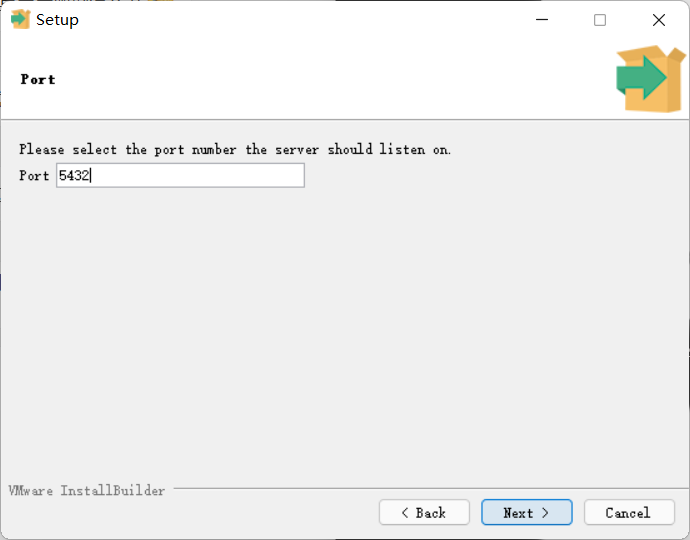 Setup
Port
Please select the port number the server should listen on.
Port 5432
VMware InstallBuilder
< Back
Next >
Cancel